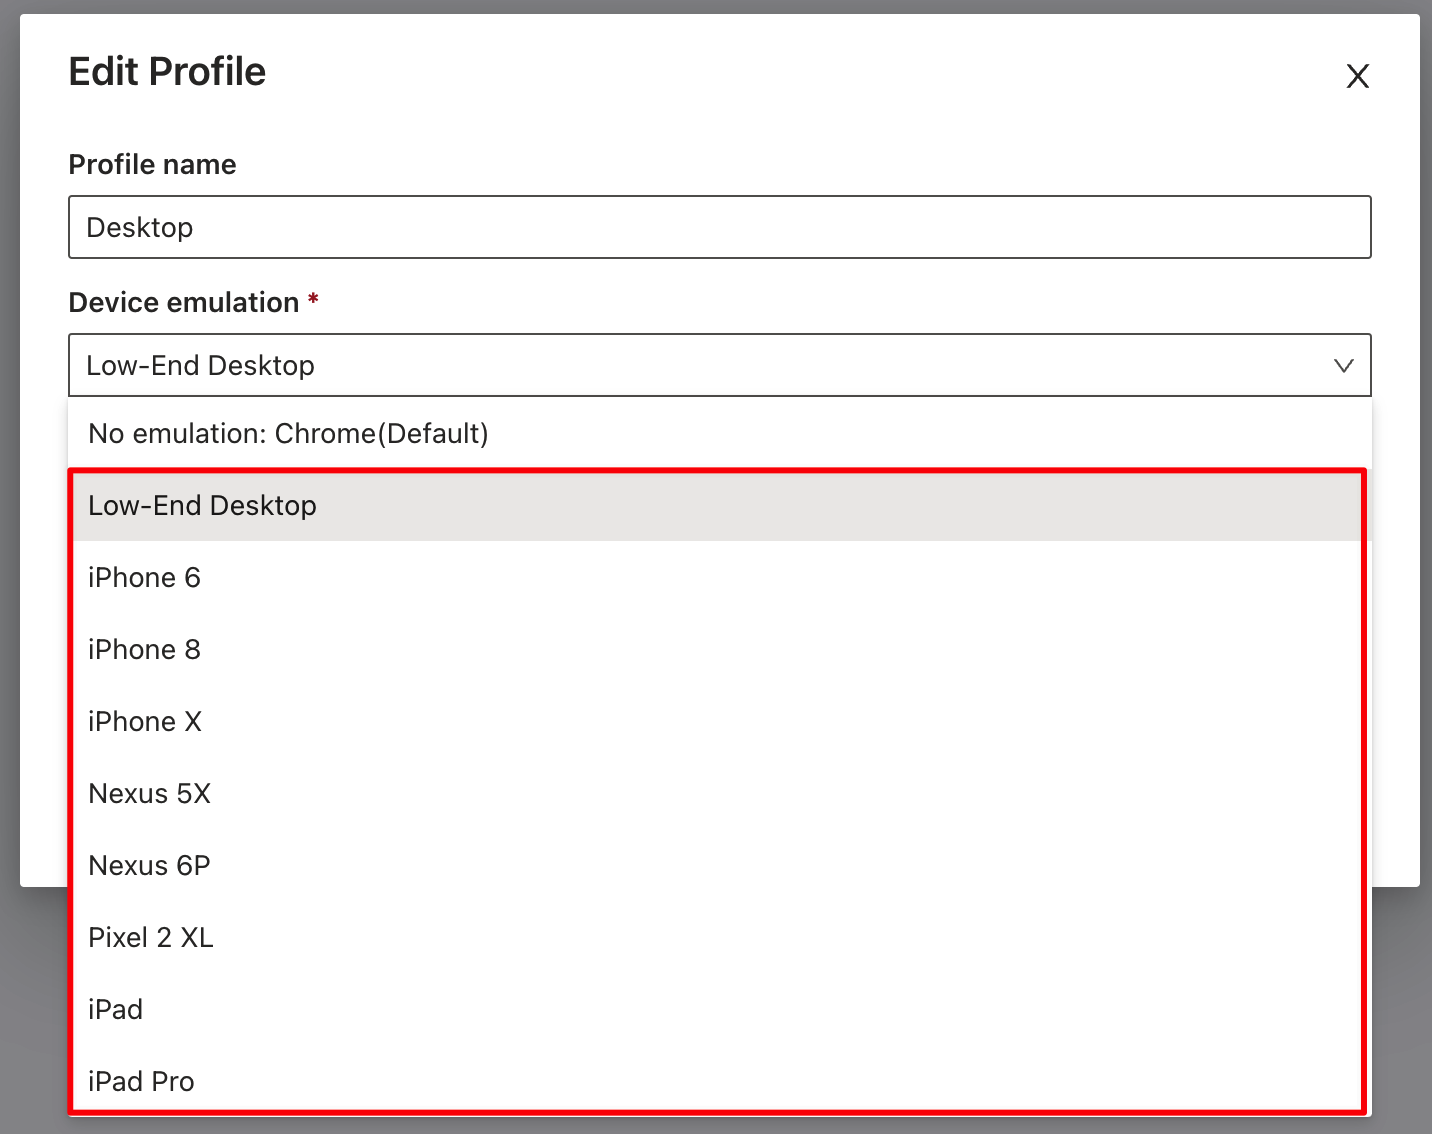 Edit Profile
X
Profile name
Desktop
Device emulation *
Low-End Desktop
No emulation: Chrome(Default)
Low-End Desktop
iPhone 6
iPhone 8
iPhone X
Nexus 5X
Nexus 6P
Pixel 2 XL
iPad
iPad Pro